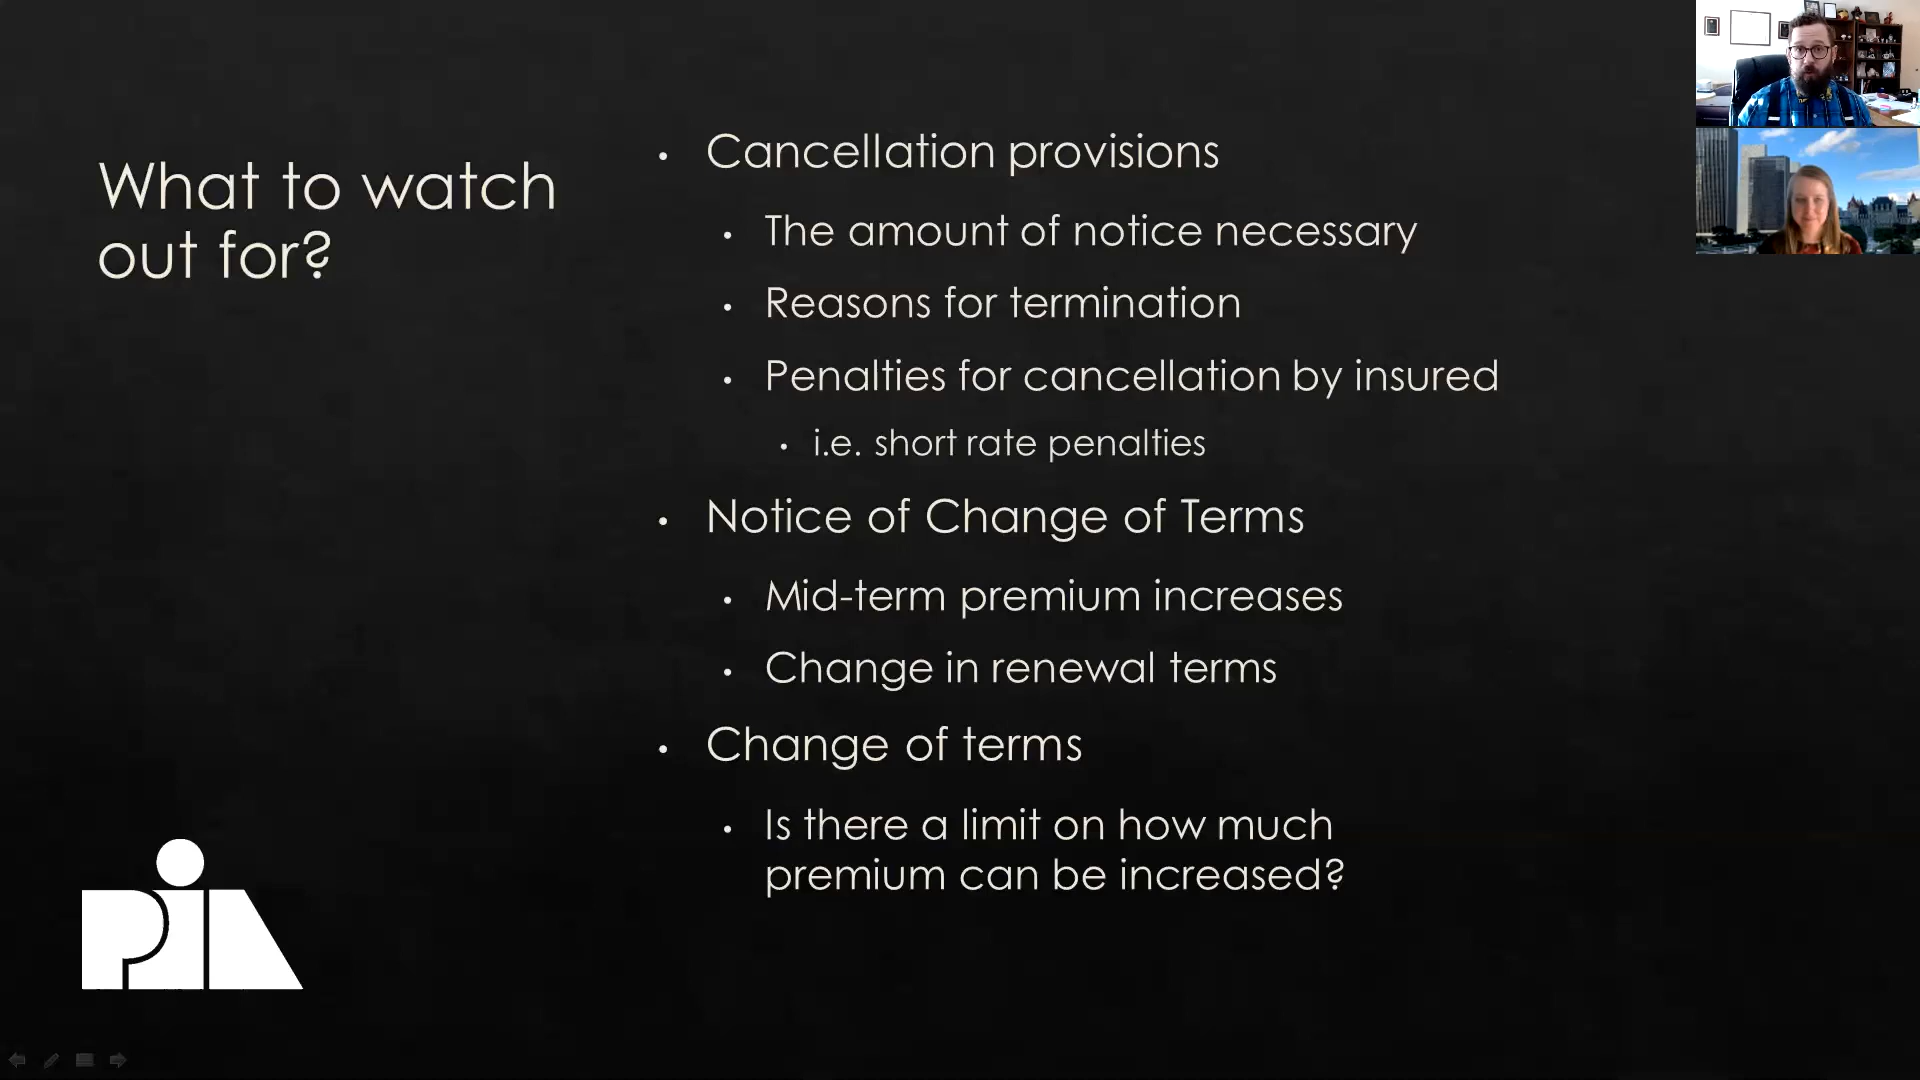 What to watch
out for?
• Cancellation provisions
• The amount of notice necessary
• Reasons for termination
• Penalties for cancellation by insured
• i.e. short rate penalties
• Notice of Change of Terms
• Mid-term premium increases
• Change in renewal terms
• Change of terms
• Is there a limit on how much
premium can be increased?
PIA